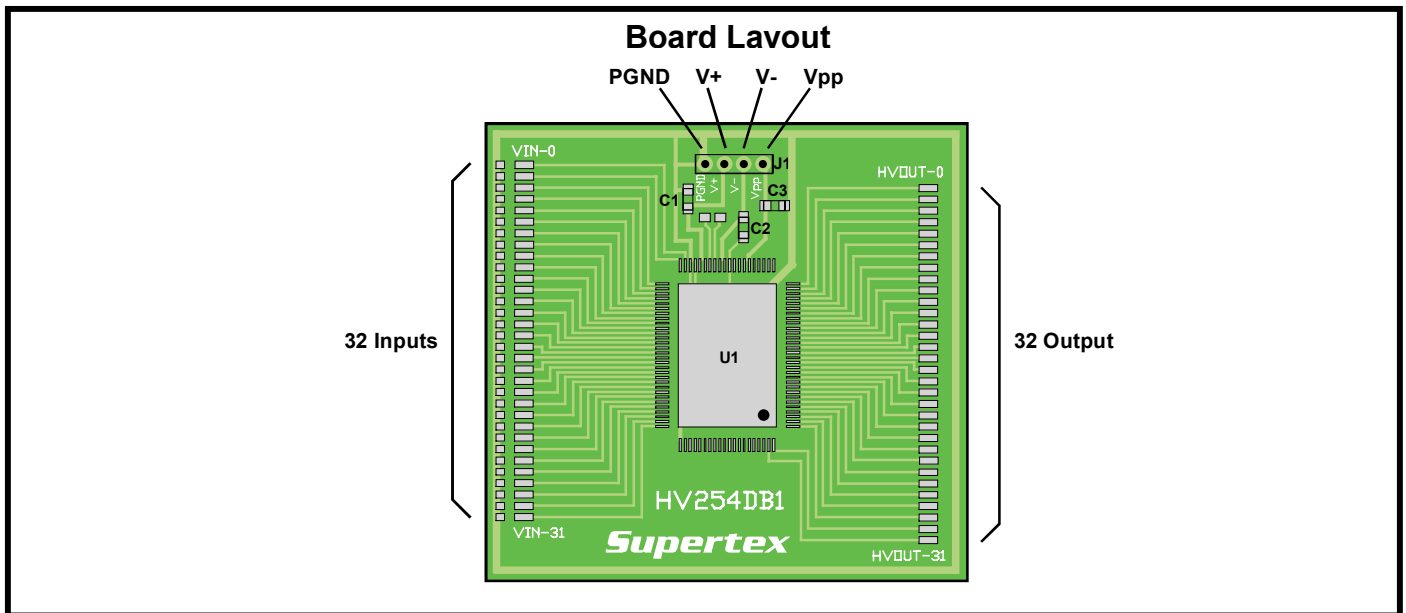 Board Lavout
PGND V+ V- Vpp
VIN-0
J1
HVOUT-0
PGND
V+
V-
Vpp
C1
C3
C2
32 Inputs
U1
32 Output
HV254DB1
VIN-31
Supertex
HVOUT-31